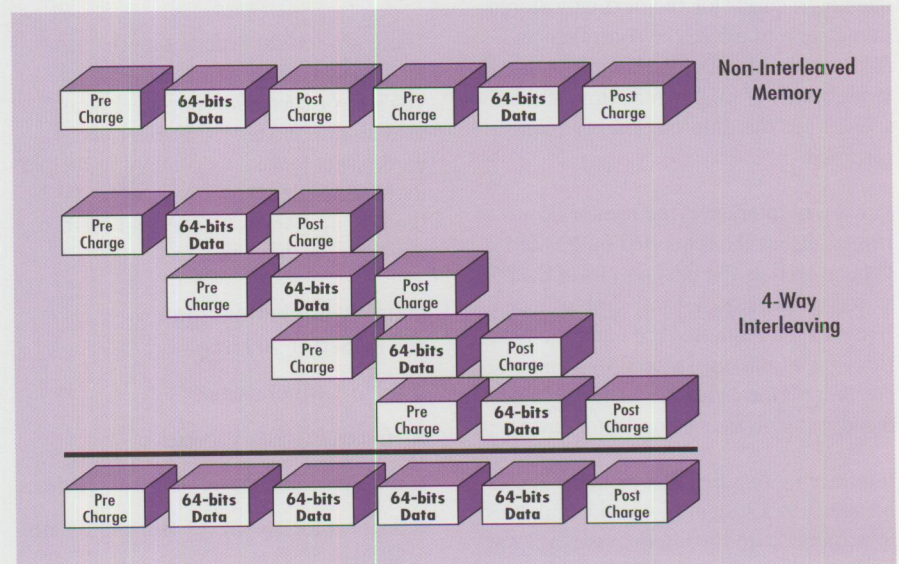 Non-Interleaved
Memory
Pre
Charge
64-bits
Data
Post
Charge
Pre
Charge
64-bits
Data
Post
Charge
Pre
Charge
64-bits
Data
Post
Charge
Pre
Charge
64-bits
Data
Post
Charge
4-Way
Interleaving
Pre
Charge
64-bits
Data
Post
Charge
Pre
Charge
64-bits
Data
Post
Charge
Pre
Charge
64-bits
Data
64-bits
Data
64-bits
Data
64-bits
Data
Post
Charge